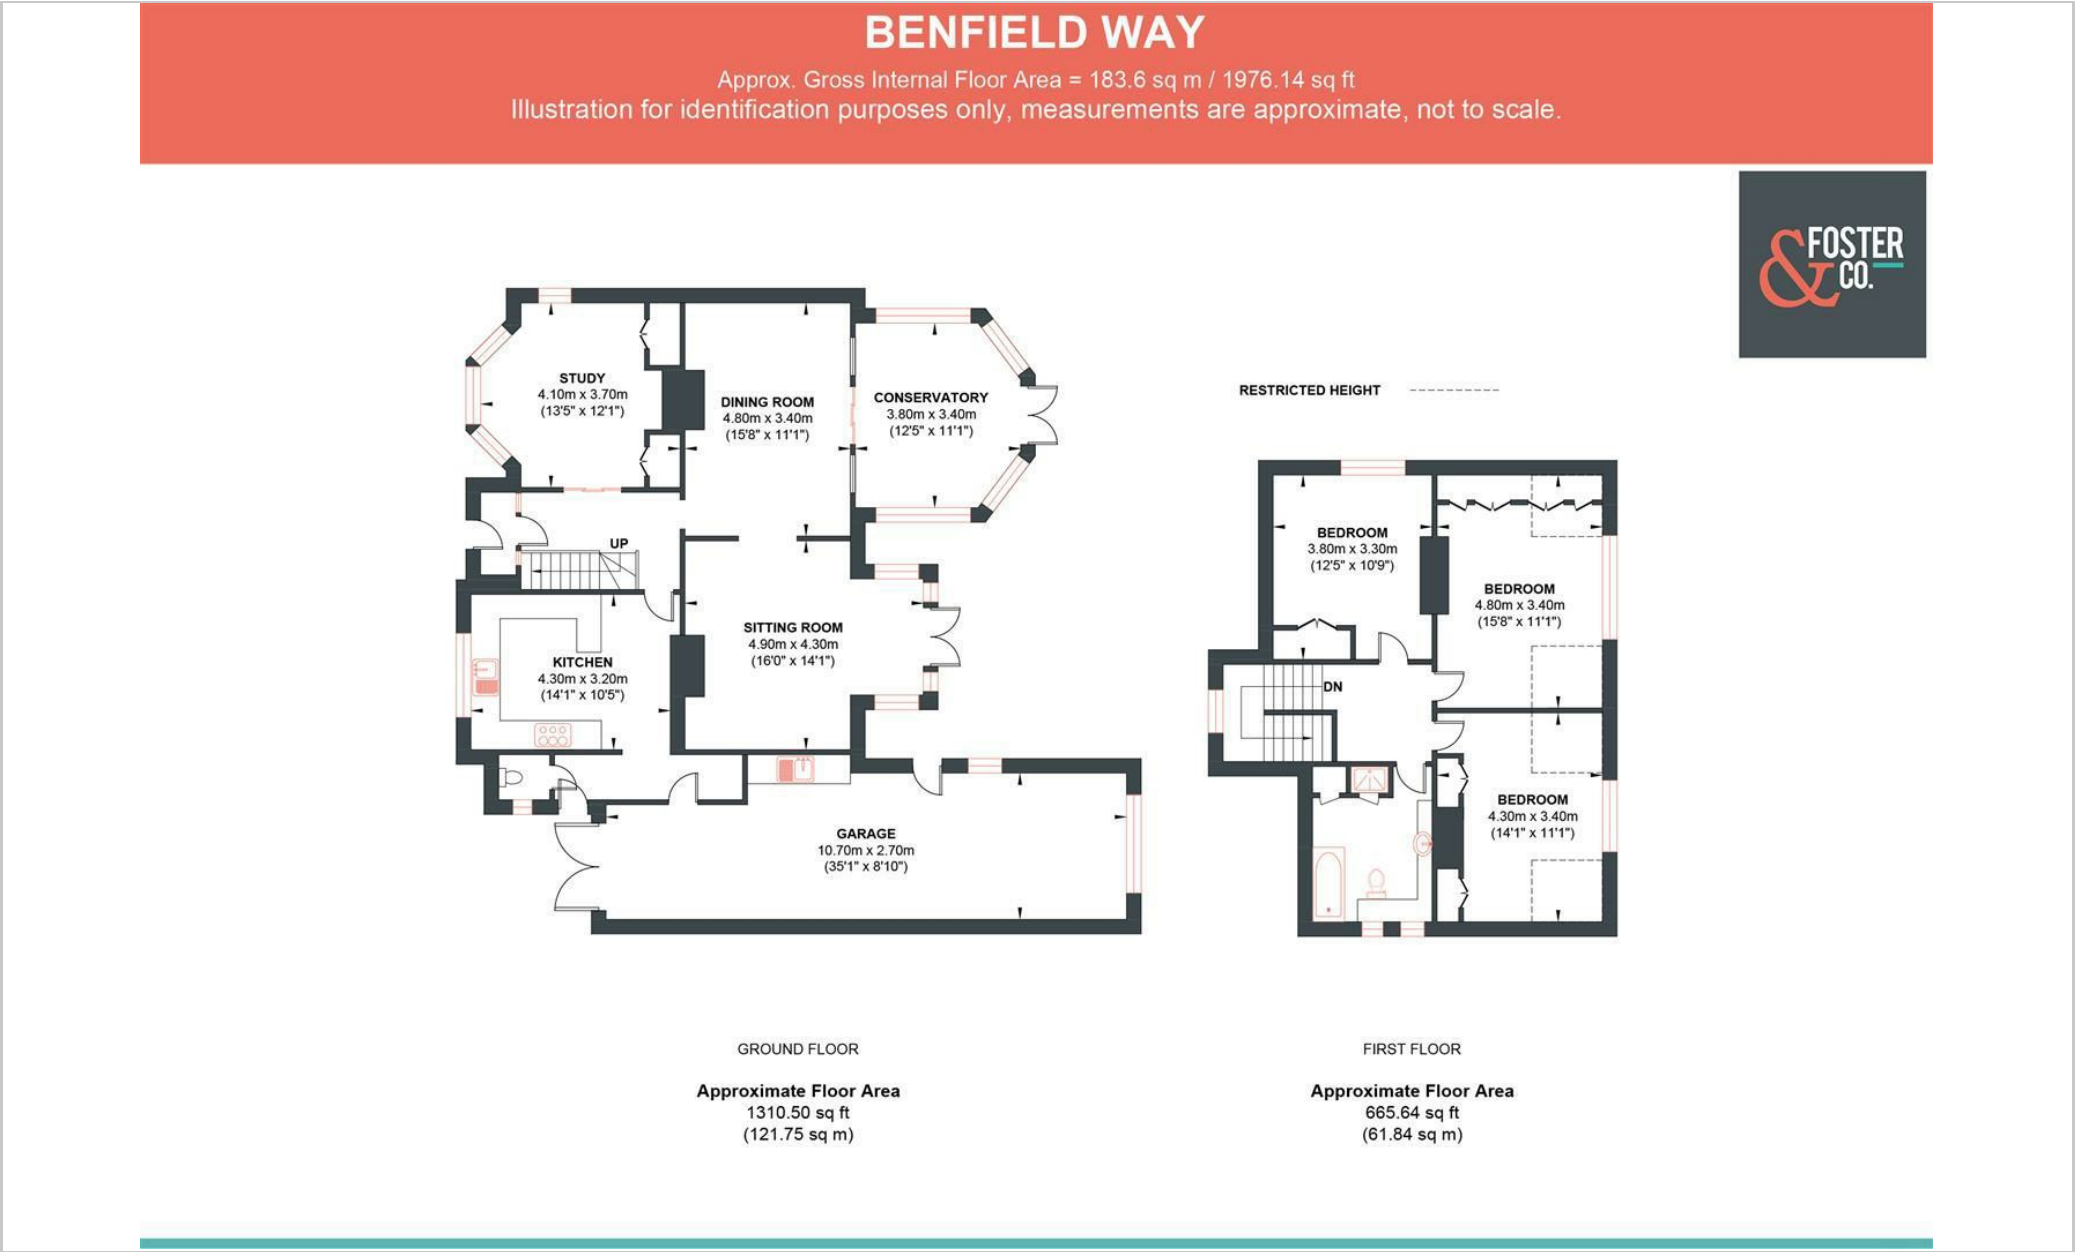 BENFIELD WAY
Approx. Gross Internal Floor Area = 183.6 sq m / 1976.14 sq ft
Illustration for identification purposes only, measurements are approximate, not to scale.
& FOSTER
CO.
STUDY
4.10m x 3.70m
(13'5" x 12'1")
DINING ROOM
4.80m x 3.40m
(15'8" x 11'1")
CONSERVATORY
3.80m x 3.40m
(12'5" x 11'1")
UP
SITTING ROOM
4.90m x 4.30m
(16'0" x 14'1")
KITCHEN
4.30m x 3.20m
(14'1" x 10'5")
GARAGE
10.70m x 2.70m
(35'1" x 8'10")
RESTRICTED HEIGHT
BEDROOM
3.80m x 3.30m
(12'5" x 10'9")
BEDROOM
4.80m x 3.40m
(15'8" x 11'1")
DN
BEDROOM
4.30m x 3.40m
(14'1" x 11'1")
GROUND FLOOR
Approximate Floor Area
1310.50 sq ft
(121.75 sq m)
FIRST FLOOR
Approximate Floor Area
665.64 sq ft
(61.84 sq m)